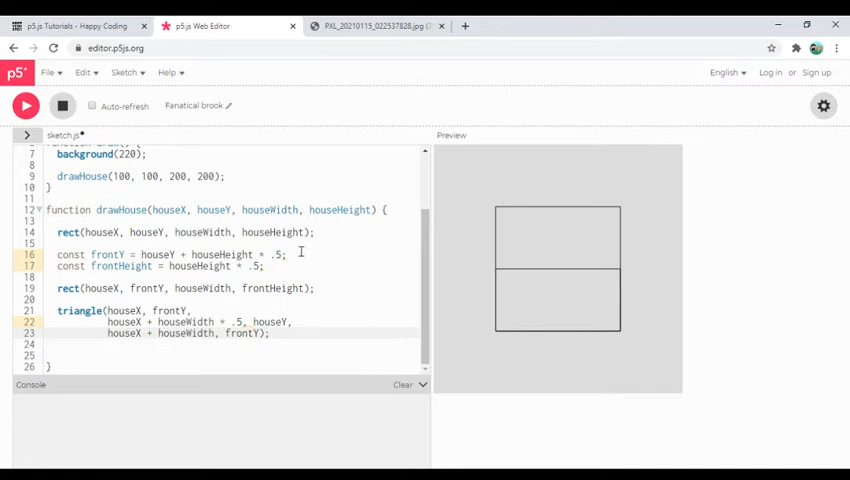 p5.js Tutorials - Happy Coding
p5.js Web Editor
PXL_20210115_022537828.jpg
editor.p5js.org
p5*
File
Edit
Sketch
Help
English
Log in or Sign up
Auto-refresh
Fanatical brook
sketch.js
Preview
7 background(220);
8
9 drawHouse(100, 100, 200, 200);
10 }
11
12 function drawHouse(houseX, houseY, houseWidth, houseHeight) {
13
14 rect(houseX, houseY, houseWidth, houseHeight);
15
16 const frontY = houseY + houseHeight * .5;
17 const frontHeight = houseHeight * .5;
18
19 rect(houseX, frontY, houseWidth, frontHeight);
20
21 triangle(houseX, frontY,
22 houseX + houseWidth * .5, houseY,
23 houseX + houseWidth, frontY);
24
25
26 }
Console
Clear